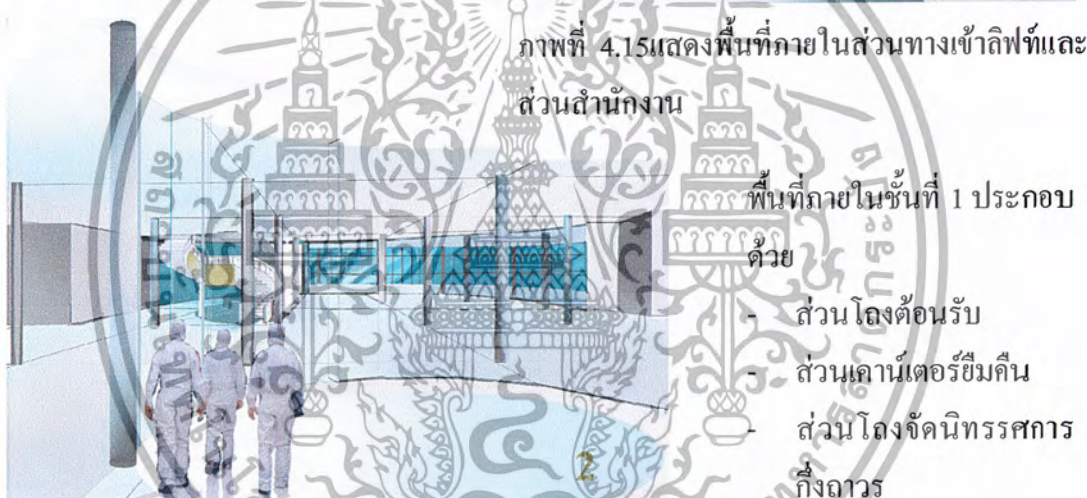 ภาพที่ 4.15แสดงพื้นที่ภายในส่วนทางเข้าลิฟท์และ
ส่วนสำนักงาน
พื้นที่ภายในชั้นที่ 1 ประกอบ
ด้วย
- ส่วนโถงต้อนรับ
- ส่วนเคาน์เตอร์ยืมคืน
- ส่วนโถงจัดนิทรรศการ
กึ่งถาวร
2